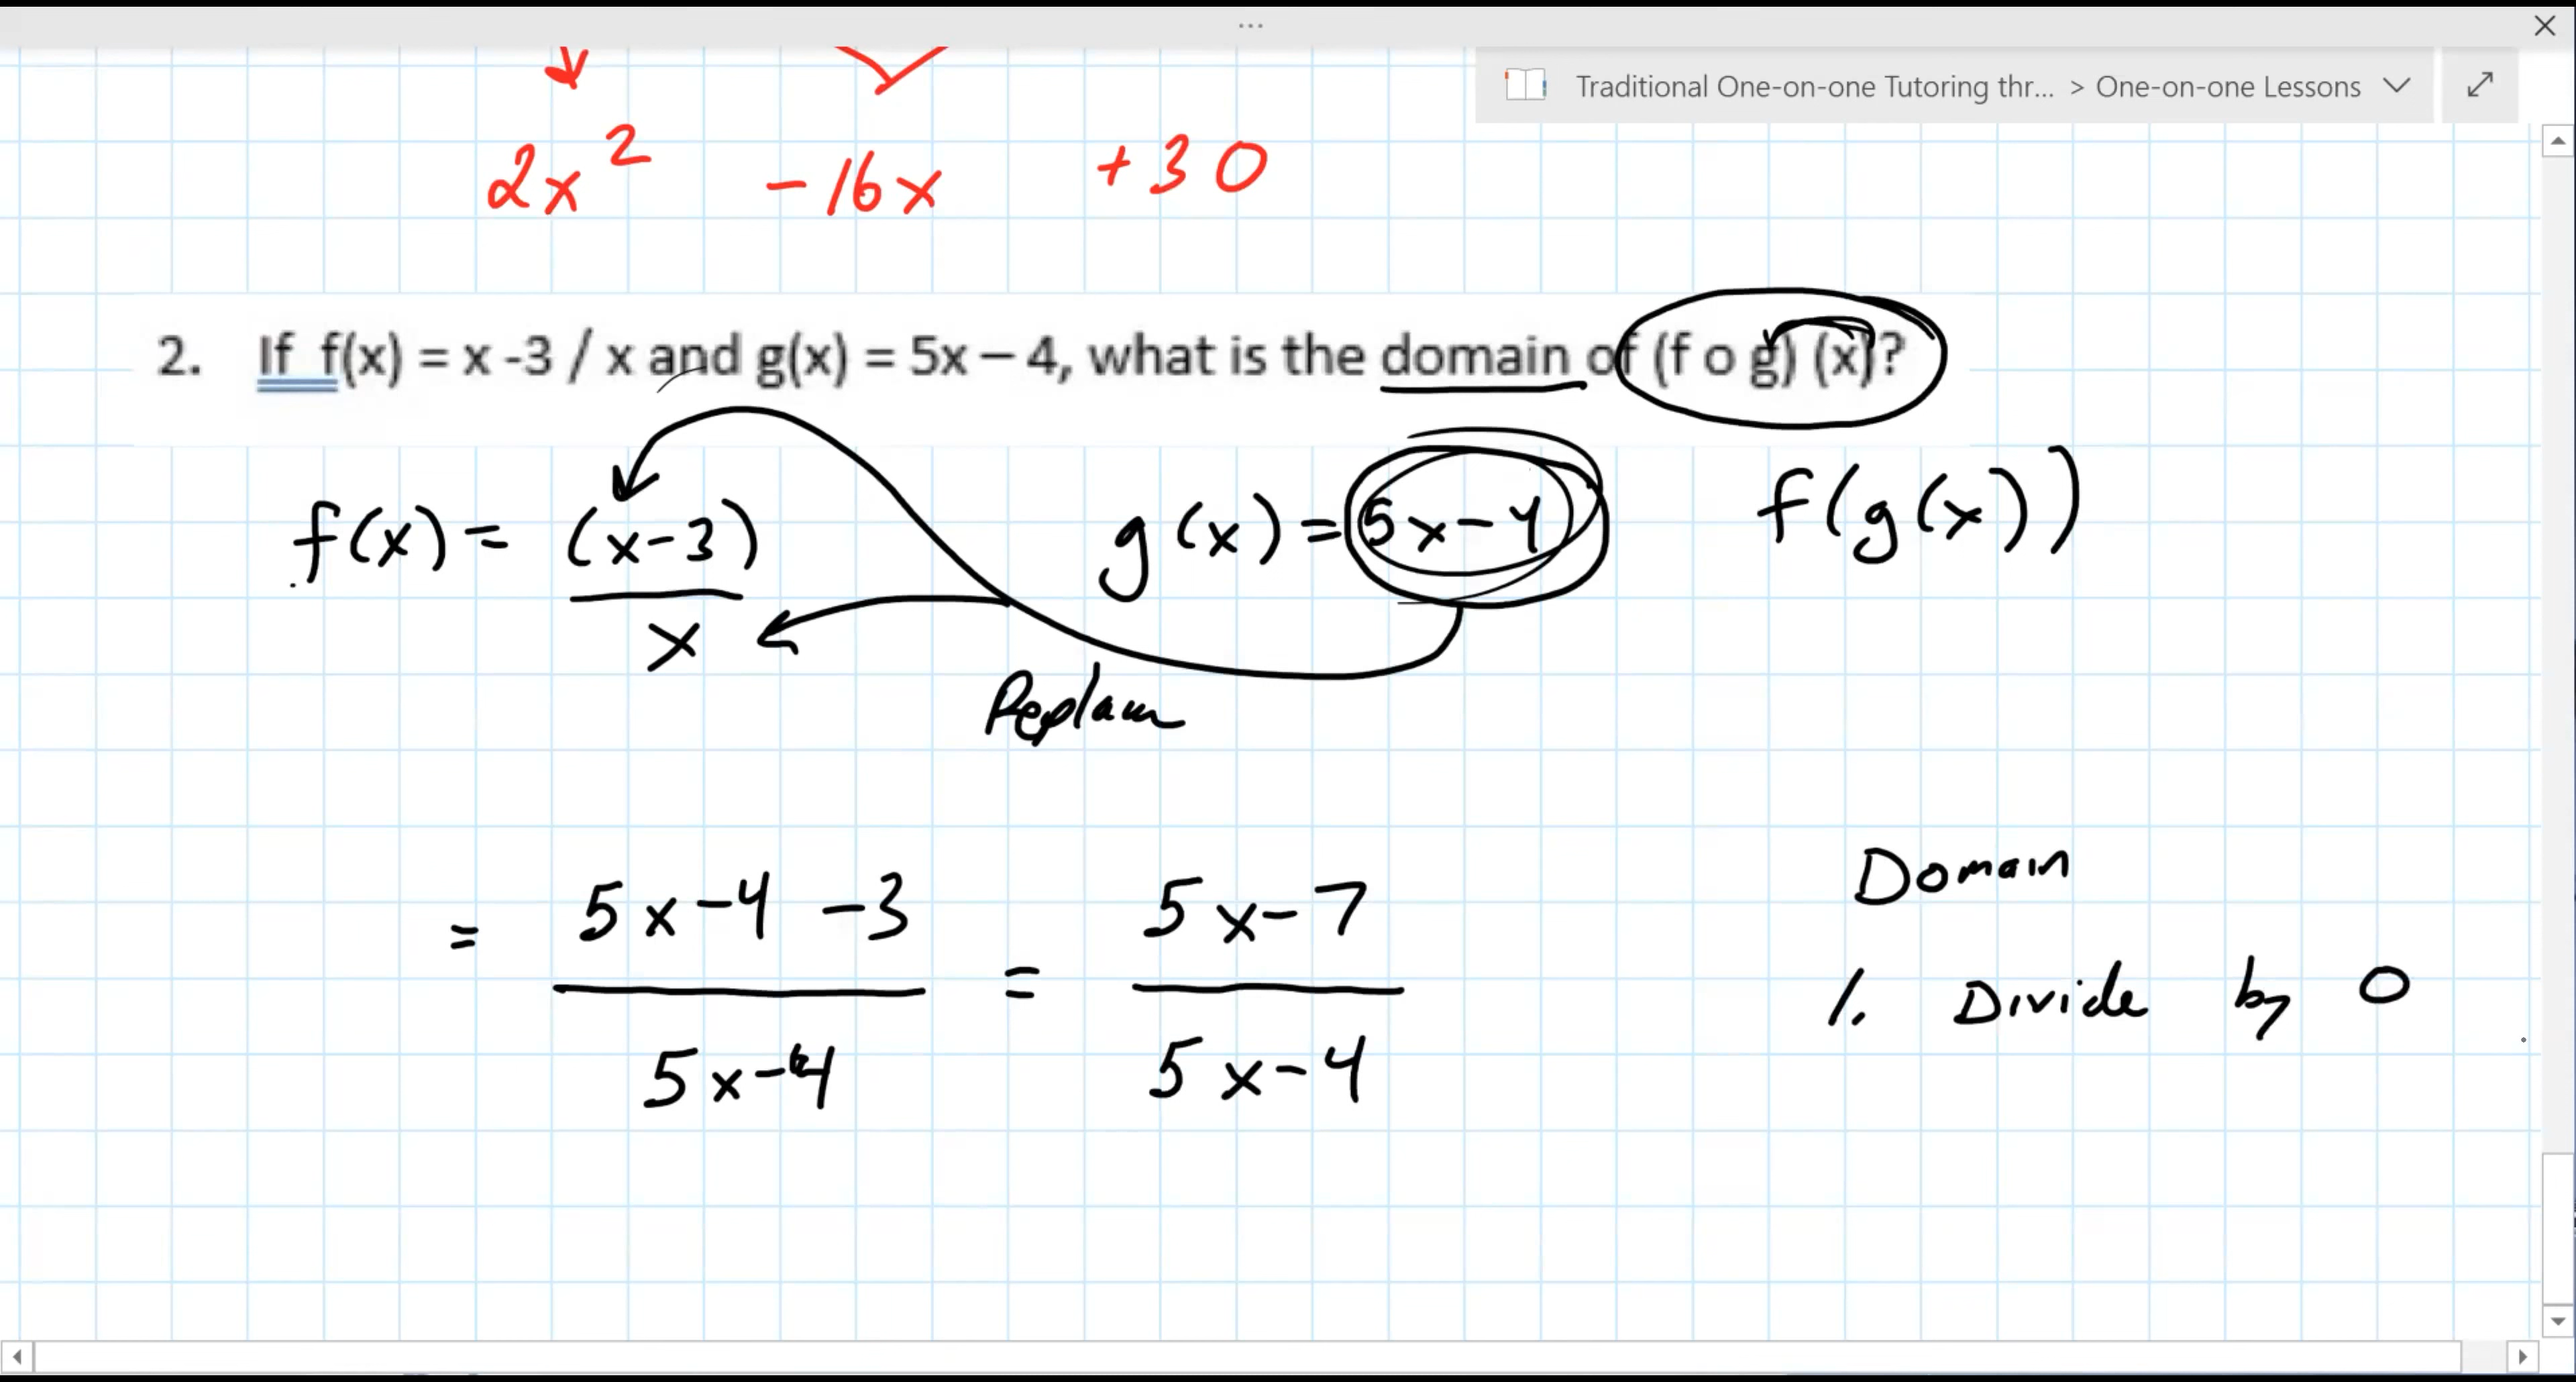 ...
Traditional One-on-one Tutoring thr... > One-on-one Lessons
2x² -16x +30
2. If f(x) = x -3 / x and g(x) = 5x – 4, what is the domain of (f o g) (x)?
f(x) = (x-3) / x g(x) = 5x-4 f(g(x))
= 5x-4-3 / 5x-4 = 5x-7 / 5x-4
Domain
1. Divide by 0